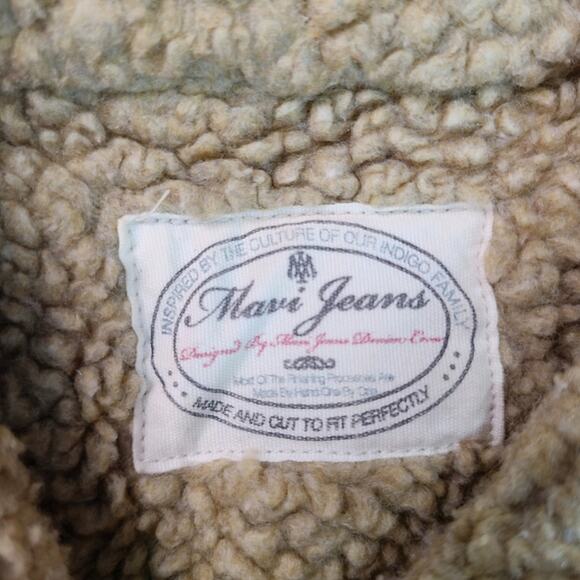 INSPIRED BY THE CULTURE OF OUR INDIGO FAMILY
Mavi Jeans
Designed By Mavi Jeans Denim Crew
Most Of The Finishing Processes Are
Made By Hand One By One
MADE AND CUT TO FIT PERFECTLY